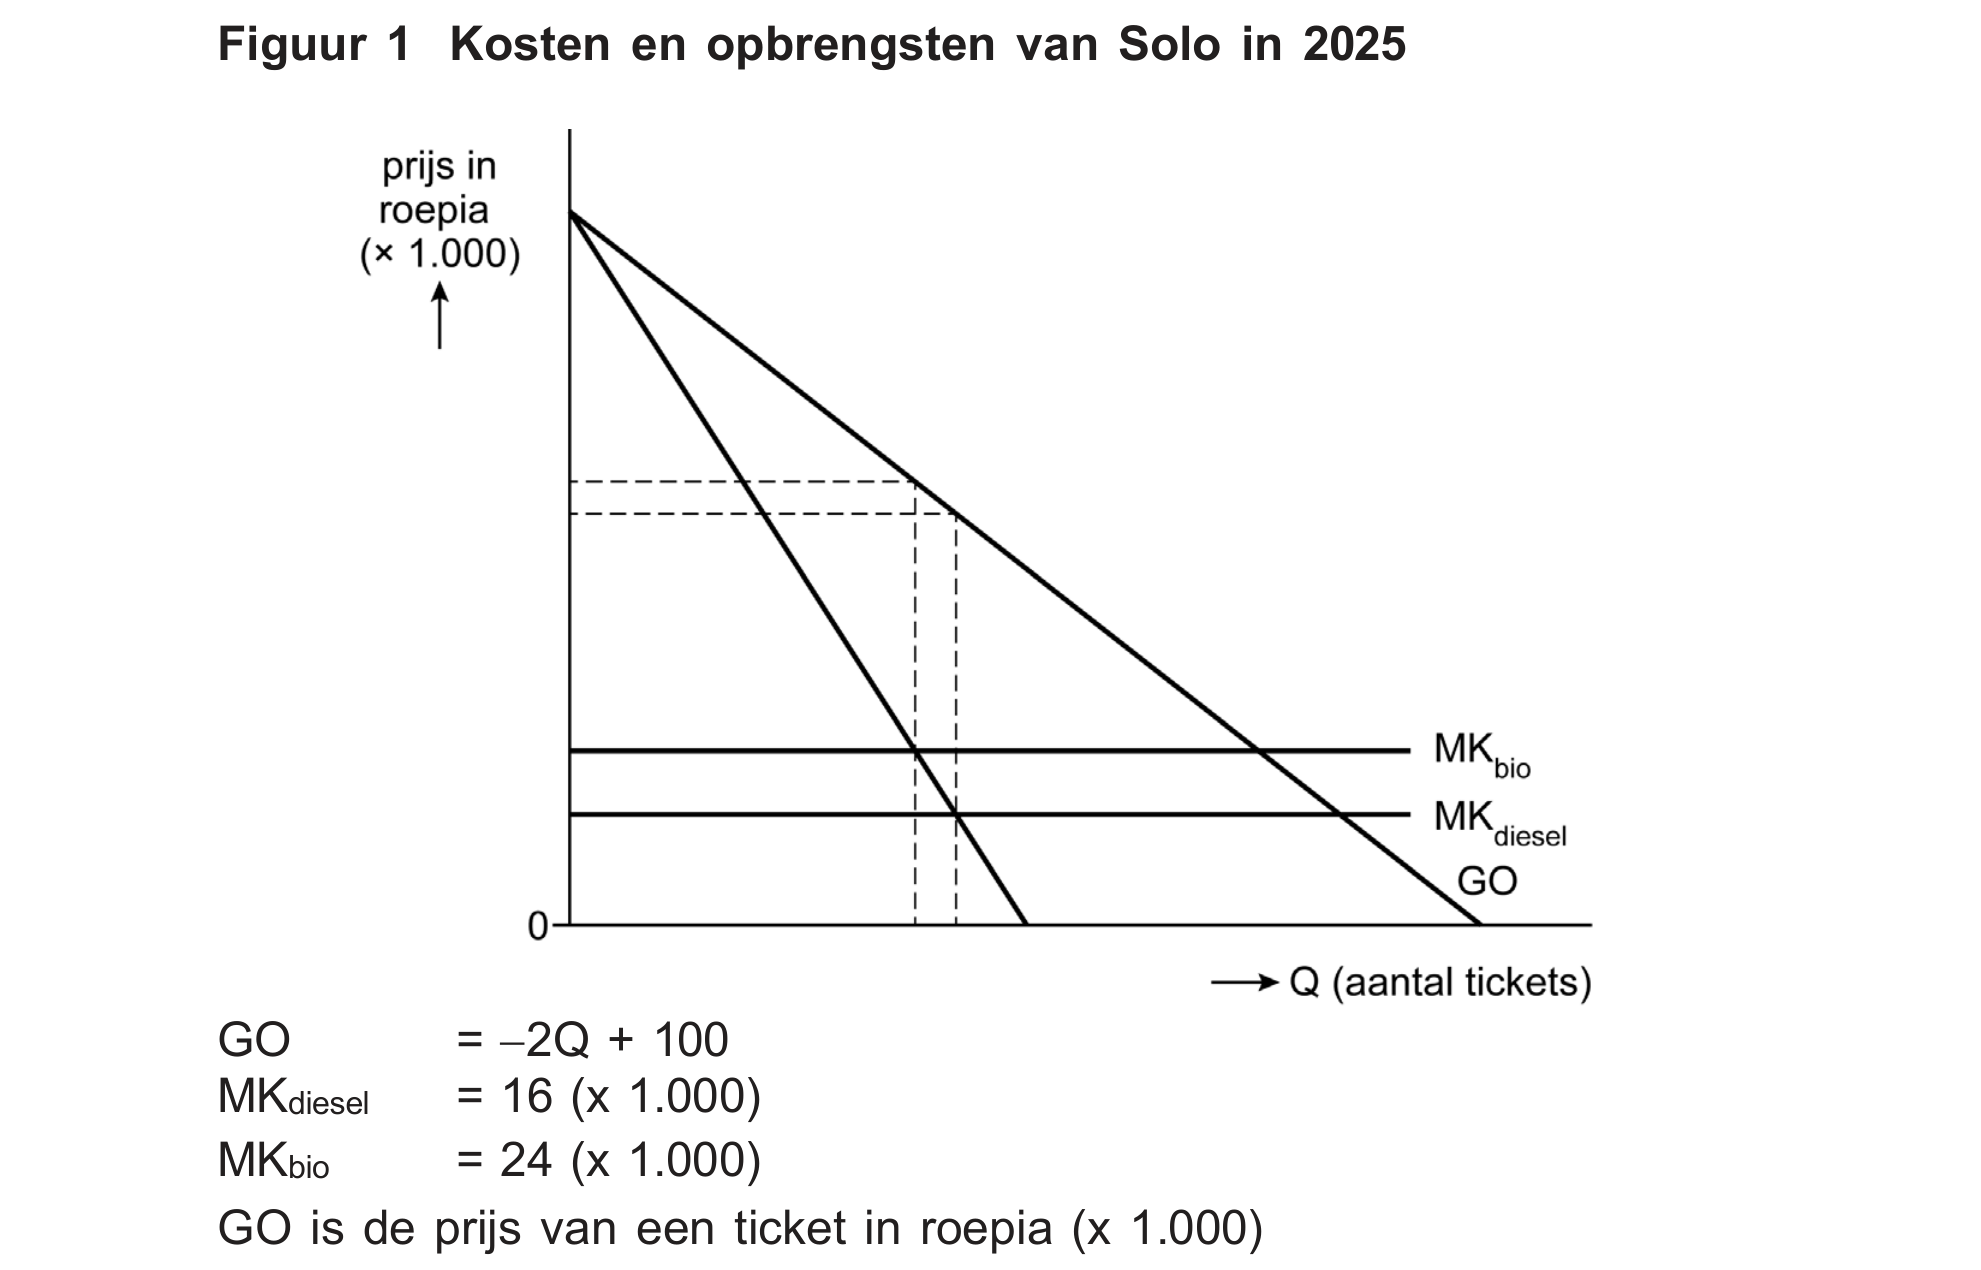 Figuur 1 Kosten en opbrengsten van Solo in 2025
prijs in
roepia
(× 1.000)
MKbio
MKdiesel
GO
0
Q (aantal tickets)
GO = –2Q + 100
MKdiesel = 16 (x 1.000)
MKbio = 24 (x 1.000)
GO is de prijs van een ticket in roepia (x 1.000)